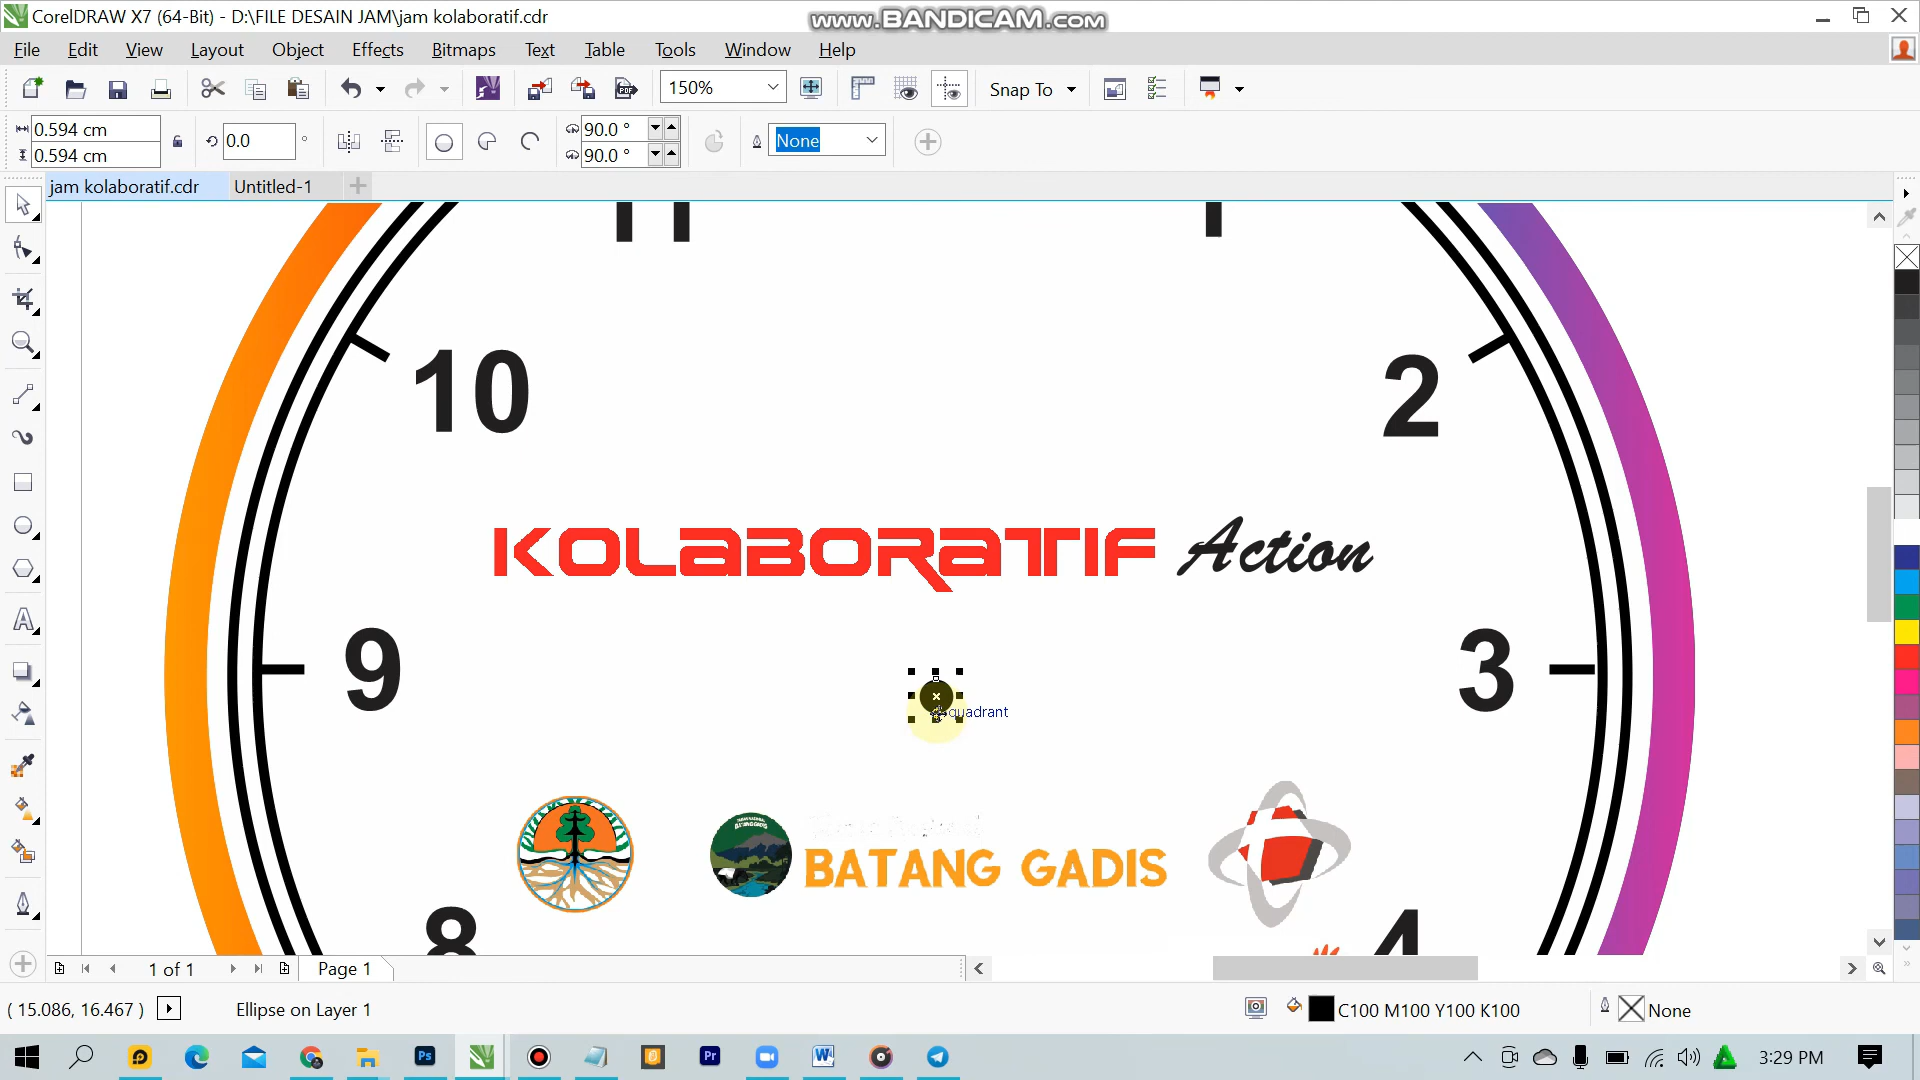 CorelDRAW X7 (64-Bit) - D:\FILE DESAIN JAM\jam kolaboratif.cdr
www.BANDICAM.com
File Edit View Layout Object Effects Bitmaps Text Table Tools Window Help
150%
Snap To
PDF
0.594 cm
0.594 cm
0.0 °
90.0 °
90.0 °
None
jam kolaboratif.cdr
Untitled-1
10
2
KOLABORATIF Action
9
3
quadrant
BATANG GADIS
8
4
1 of 1
Page 1
( 15.086, 16.467 )
Ellipse on Layer 1
C100 M100 Y100 K100
None
Ps
Pr
3:29 PM